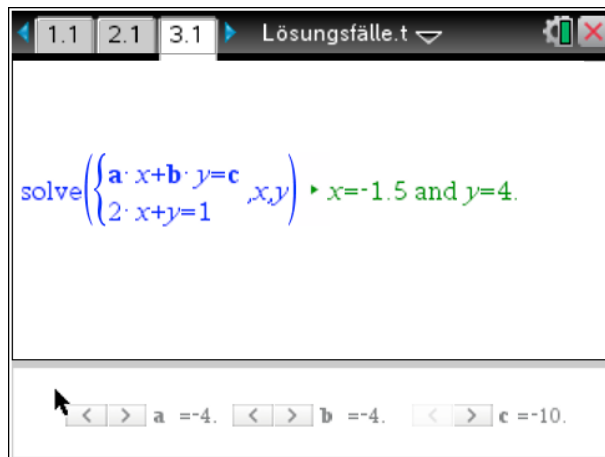 1.1 2.1 3.1 Lösungsfälle.t
solve({a·x+b·y=c
2·x+y=1 ,x,y) ▸ x=-1.5 and y=4.
< > a =-4. < > b =-4. < > c =-10.